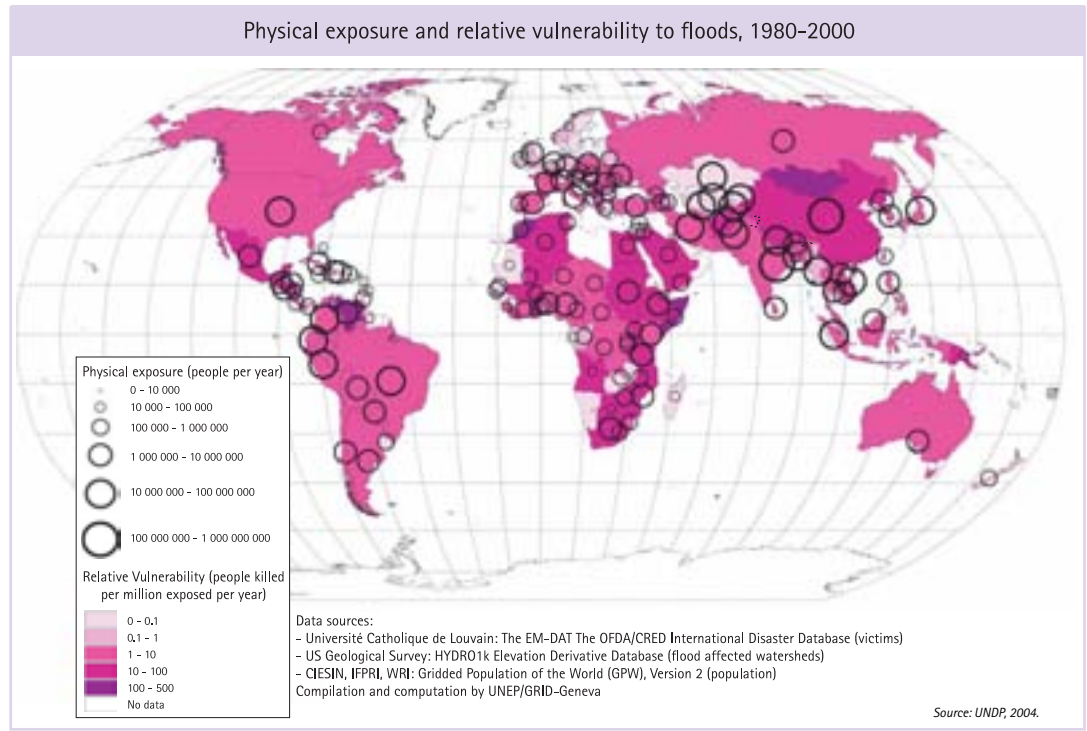 Physical exposure and relative vulnerability to floods, 1980-2000
Physical exposure (people per year)
0 - 10 000
10 000 - 100 000
100 000 - 1 000 000
1 000 000 - 10 000 000
10 000 000 - 100 000 000
100 000 000 - 1 000 000 000
Relative Vulnerability (people killed
per million exposed per year)
0 - 0.1
0.1 - 1
1 - 10
10 - 100
100 - 500
No data
Data sources:
- Université Catholique de Louvain: The EM-DAT The OFDA/CRED International Disaster Database (victims)
- US Geological Survey: HYDRO1k Elevation Derivative Database (flood affected watersheds)
- CIESIN, IFPRI, WRI: Gridded Population of the World (GPW), Version 2 (population)
Compilation and computation by UNEP/GRID-Geneva
Source: UNDP, 2004.